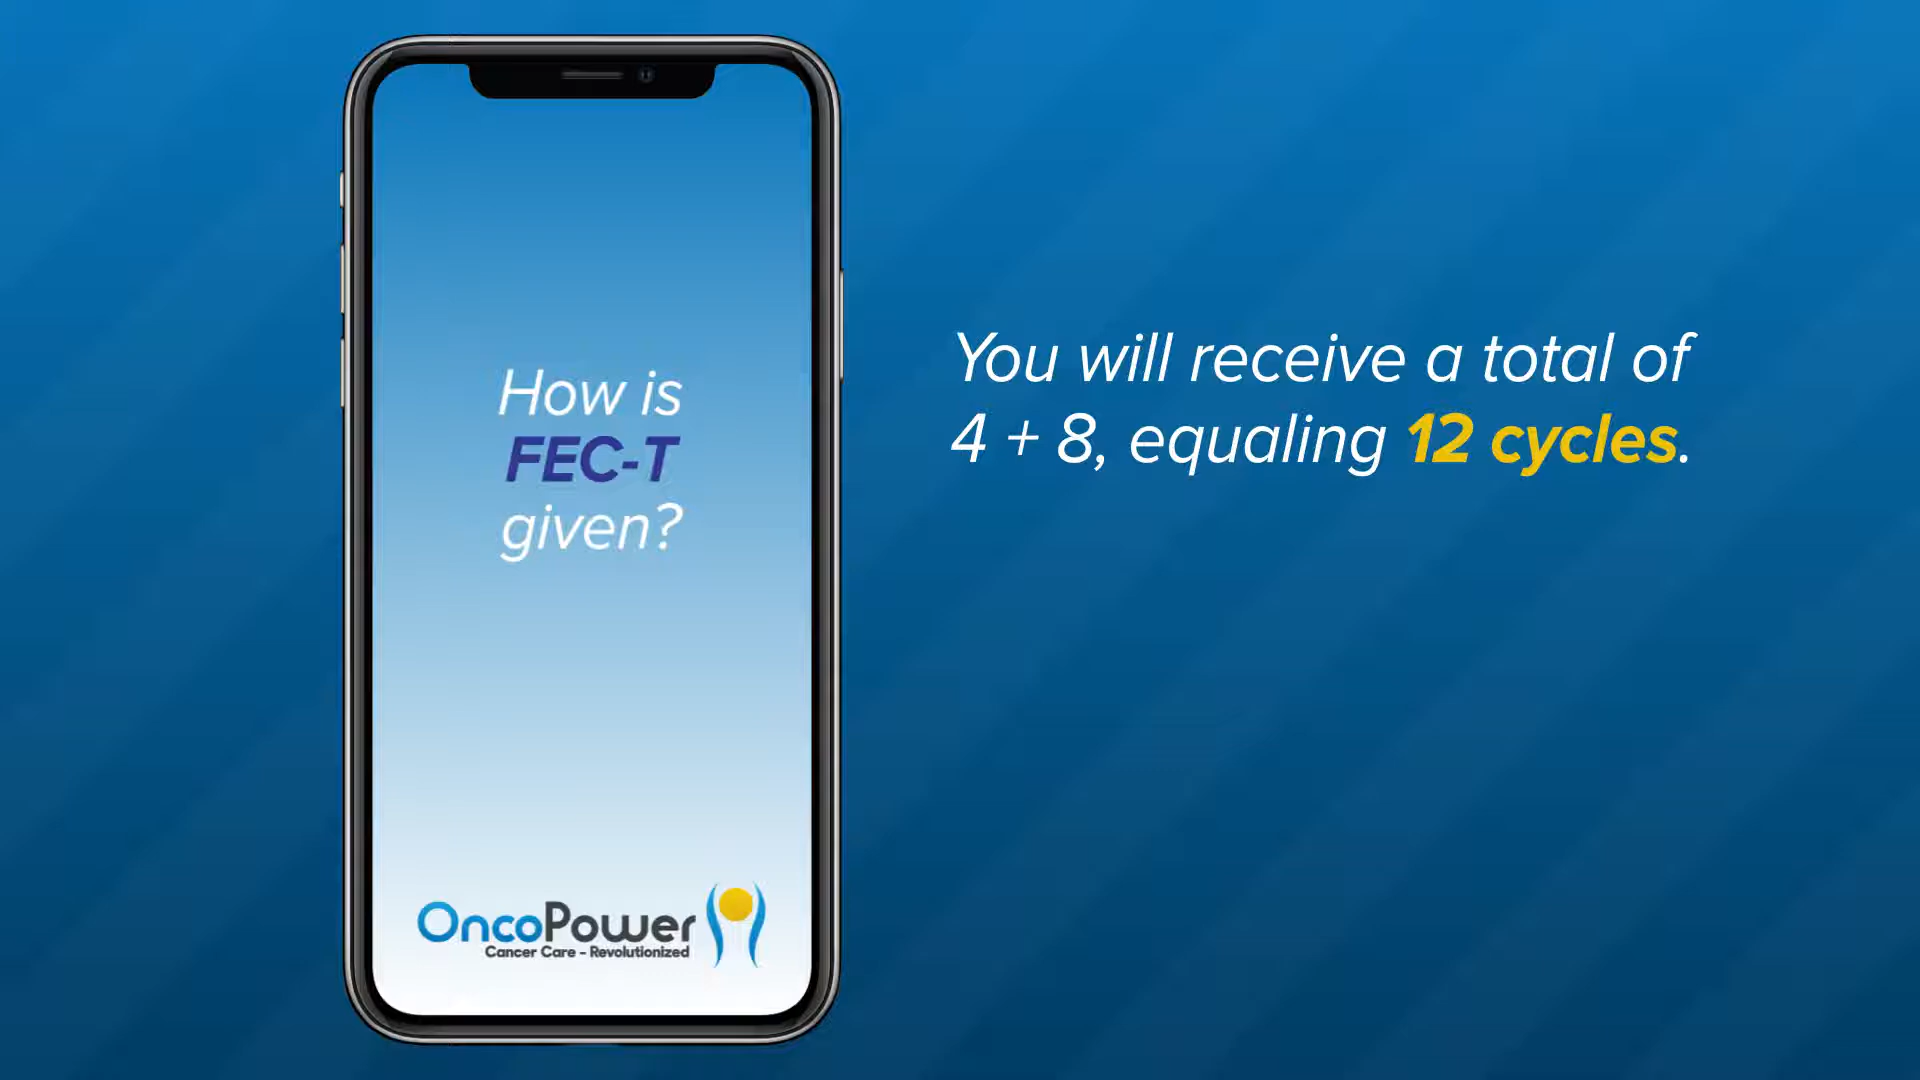 How is
FEC-T
given?
OncoPower
Cancer Care - Revolutionized
You will receive a total of
4 + 8, equaling 12 cycles.